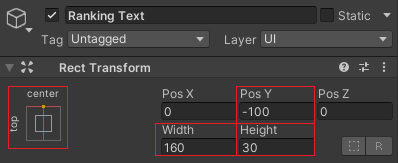 Ranking Text
Static
Tag Untagged Layer UI
Rect Transform
center
top
Pos X Pos Y Pos Z
0 -100 0
Width Height
160 30
R